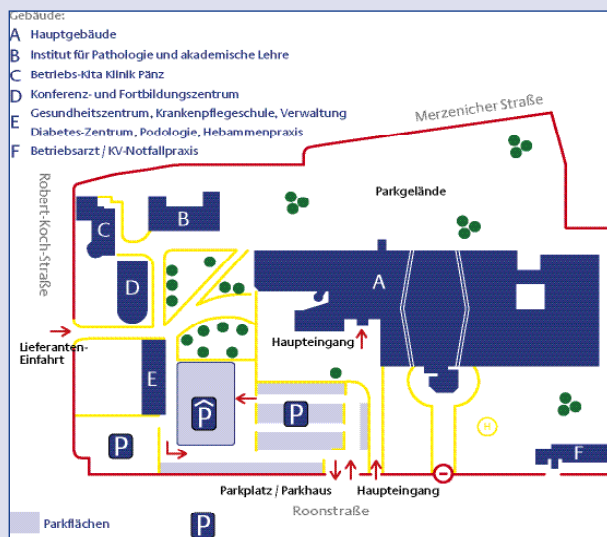 Gebäude:
A Hauptgebäude
B Institut für Pathologie und akademische Lehre
C Betriebs-Kita Klinik Pänz
D Konferenz- und Fortbildungszentrum
E Gesundheitszentrum, Krankenpflegeschule, Verwaltung
Diabetes-Zentrum, Podologie, Hebammenpraxis
F Betriebsarzt / KV-Notfallpraxis
Merzenicher Straße
Robert-Koch-Straße
Parkgelände
B
C
A
D
Lieferanten-
Einfahrt
Haupteingang
E
P
P
P
H
F
Parkplatz / Parkhaus
Haupteingang
Roonstraße
Parkflächen
P